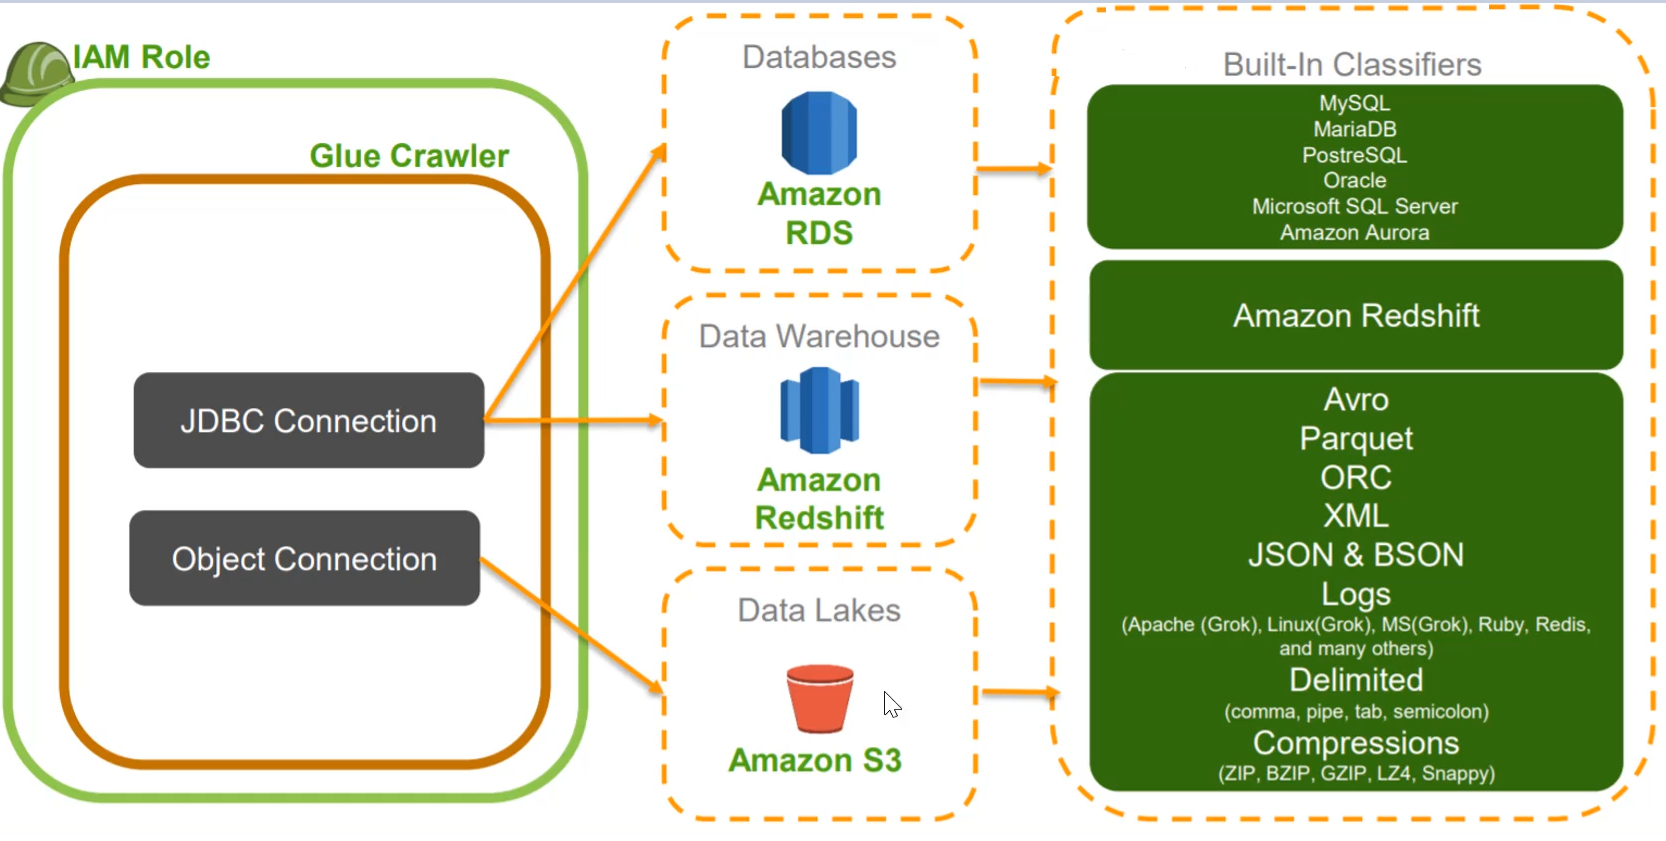 IAM Role
Glue Crawler
JDBC Connection
Object Connection
Databases
Amazon
RDS
Data Warehouse
Amazon
Redshift
Data Lakes
Amazon S3
Built-In Classifiers
MySQL
MariaDB
PostreSQL
Oracle
Microsoft SQL Server
Amazon Aurora
Amazon Redshift
Avro
Parquet
ORC
XML
JSON & BSON
Logs
(Apache (Grok), Linux(Grok), MS(Grok), Ruby, Redis,
and many others)
Delimited
(comma, pipe, tab, semicolon)
Compressions
(ZIP, BZIP, GZIP, LZ4, Snappy)